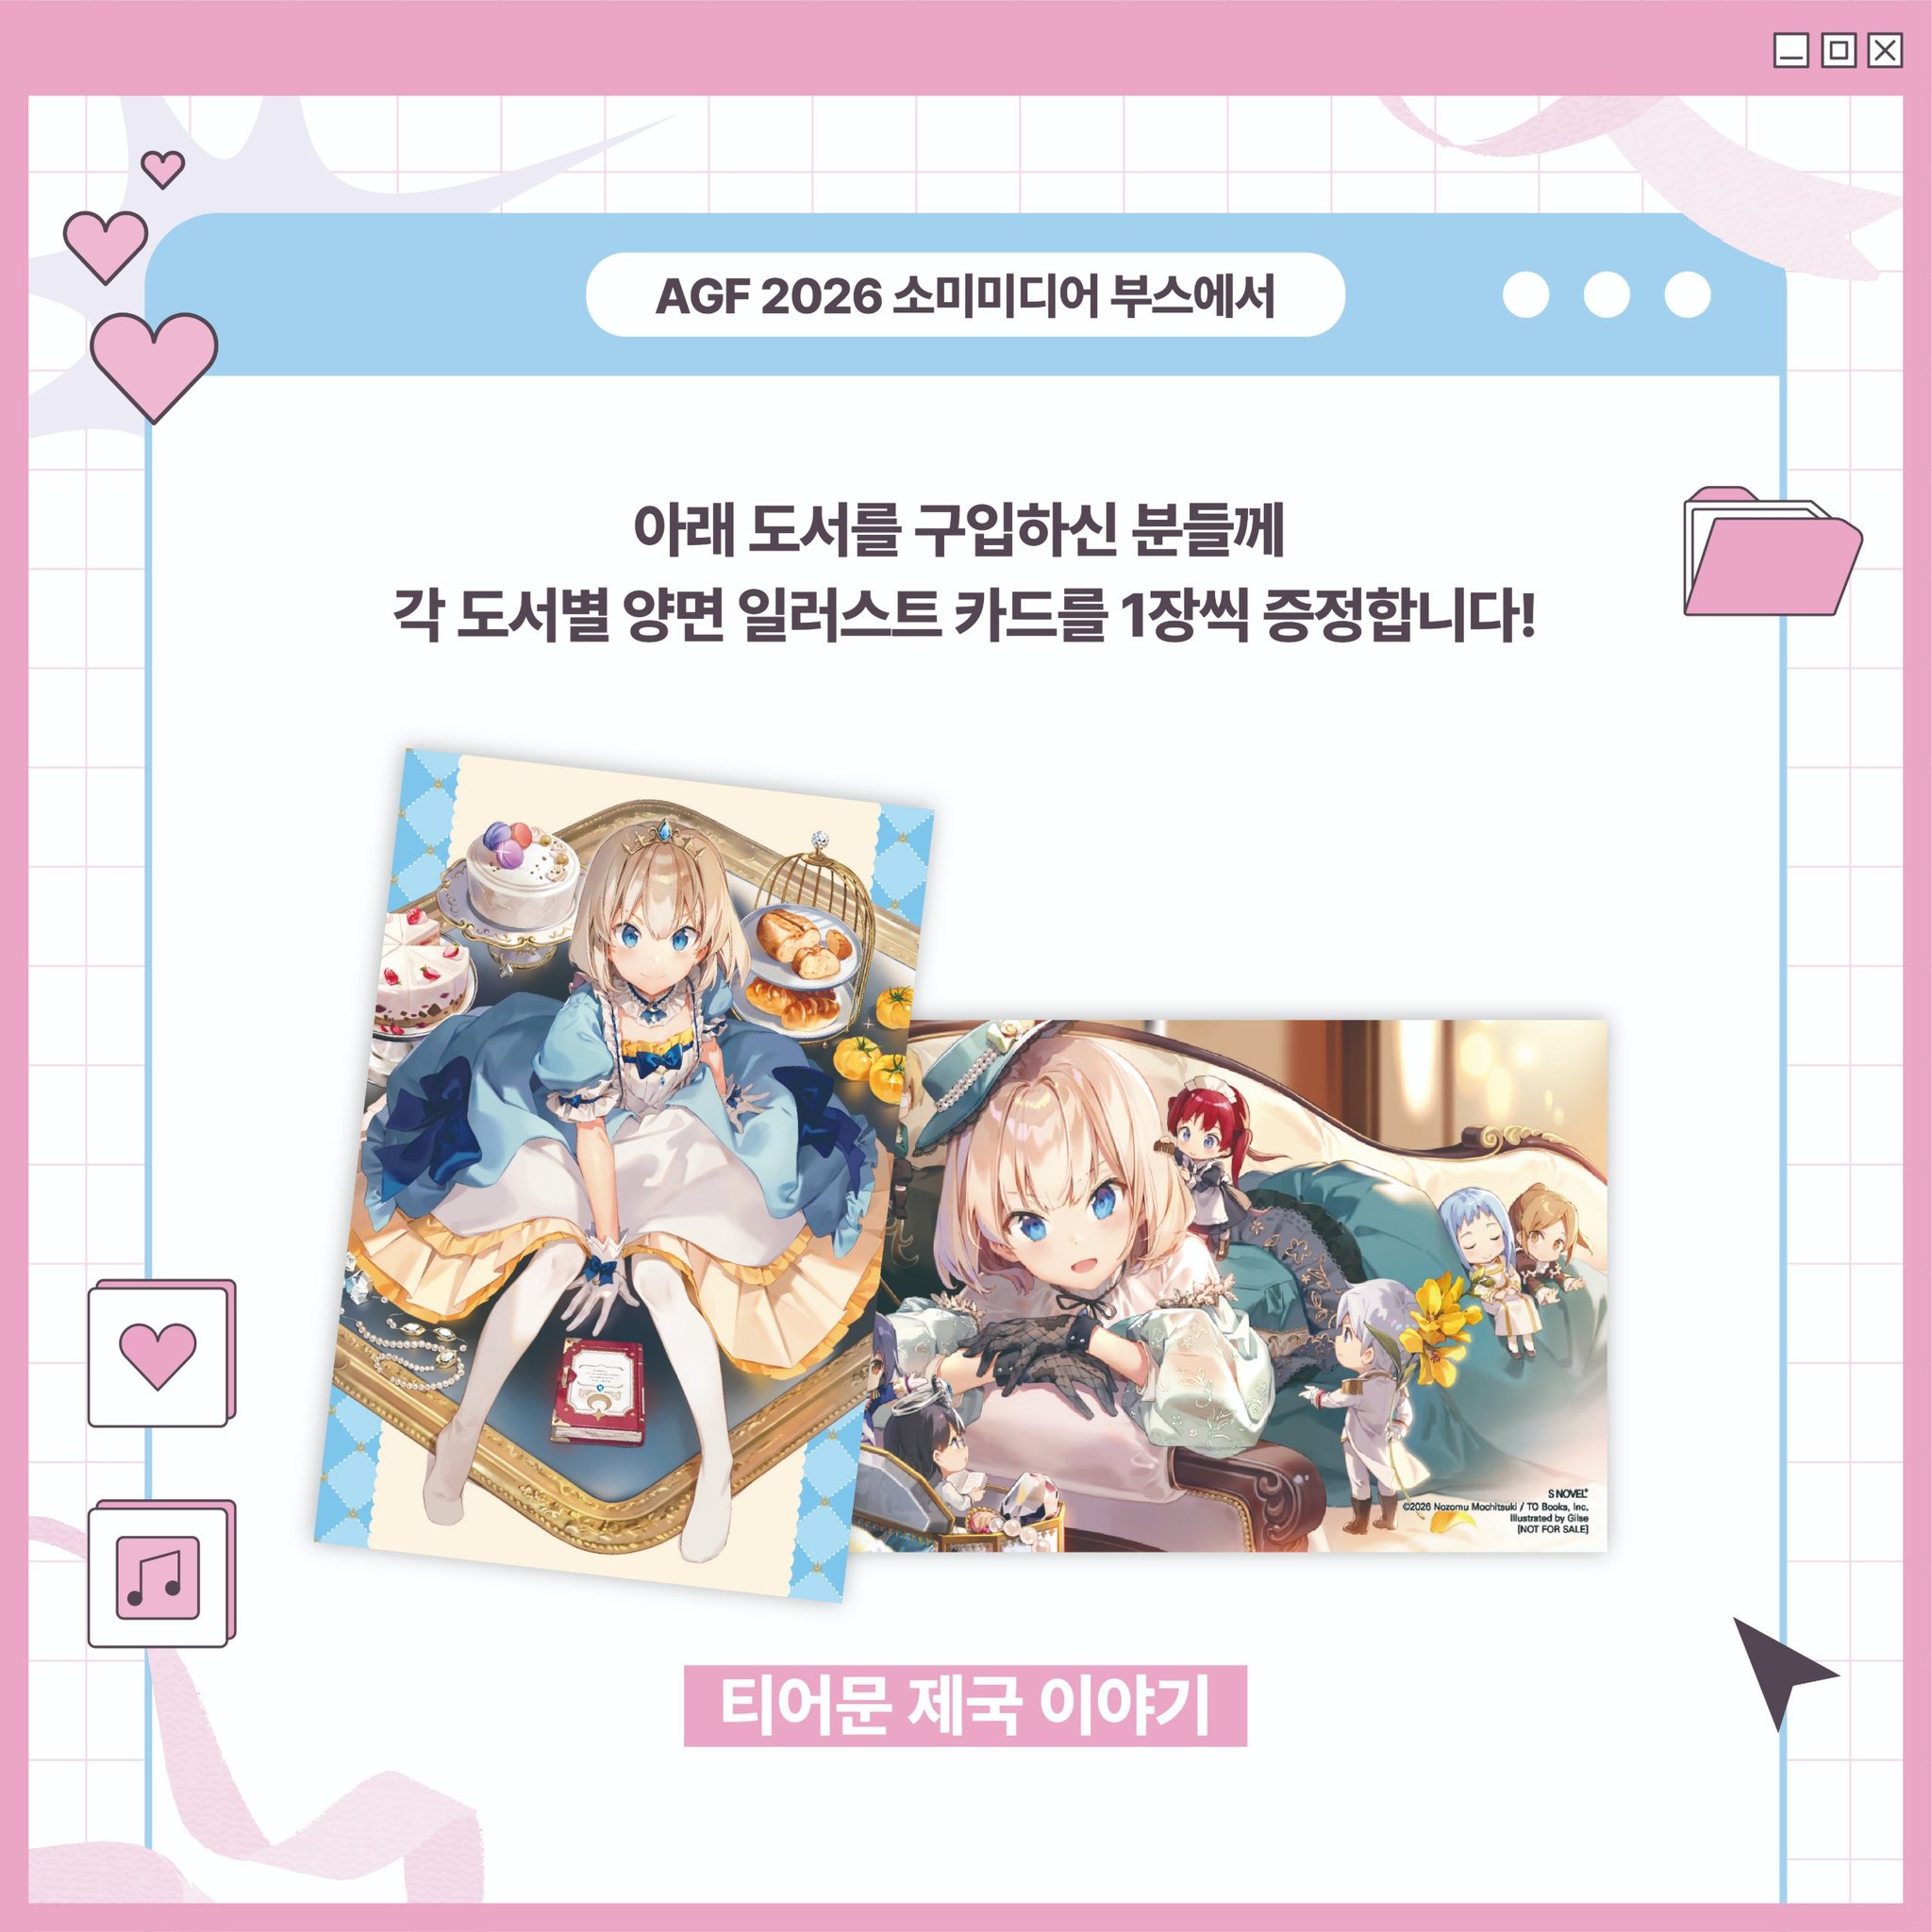 AGF 2026 소미미디어 부스에서
아래 도서를 구입하신 분들께
각 도서별 양면 일러스트 카드를 1장씩 증정합니다!
S NOVEL+
©2026 Nozomu Mochitsuki / TO Books, Inc.
Illustrated by Gilse
[NOT FOR SALE]
티어문 제국 이야기